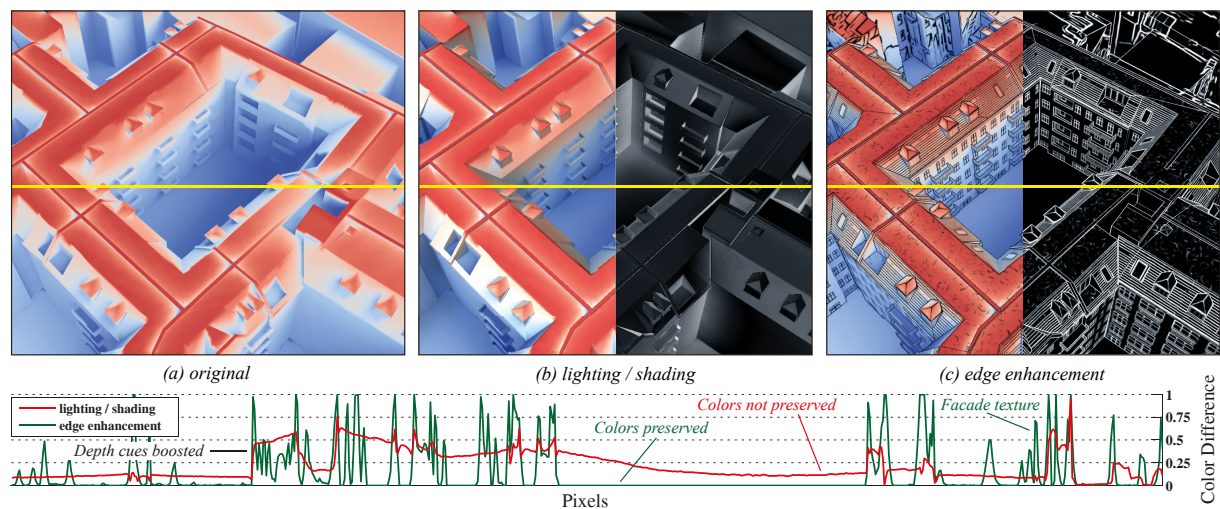 (a) original
(b) lighting / shading
(c) edge enhancement
lighting / shading
edge enhancement
Depth cues boosted
Colors preserved
Colors not preserved
Facade texture
1
0.75
0.5
0.25
0
Color Difference
Pixels